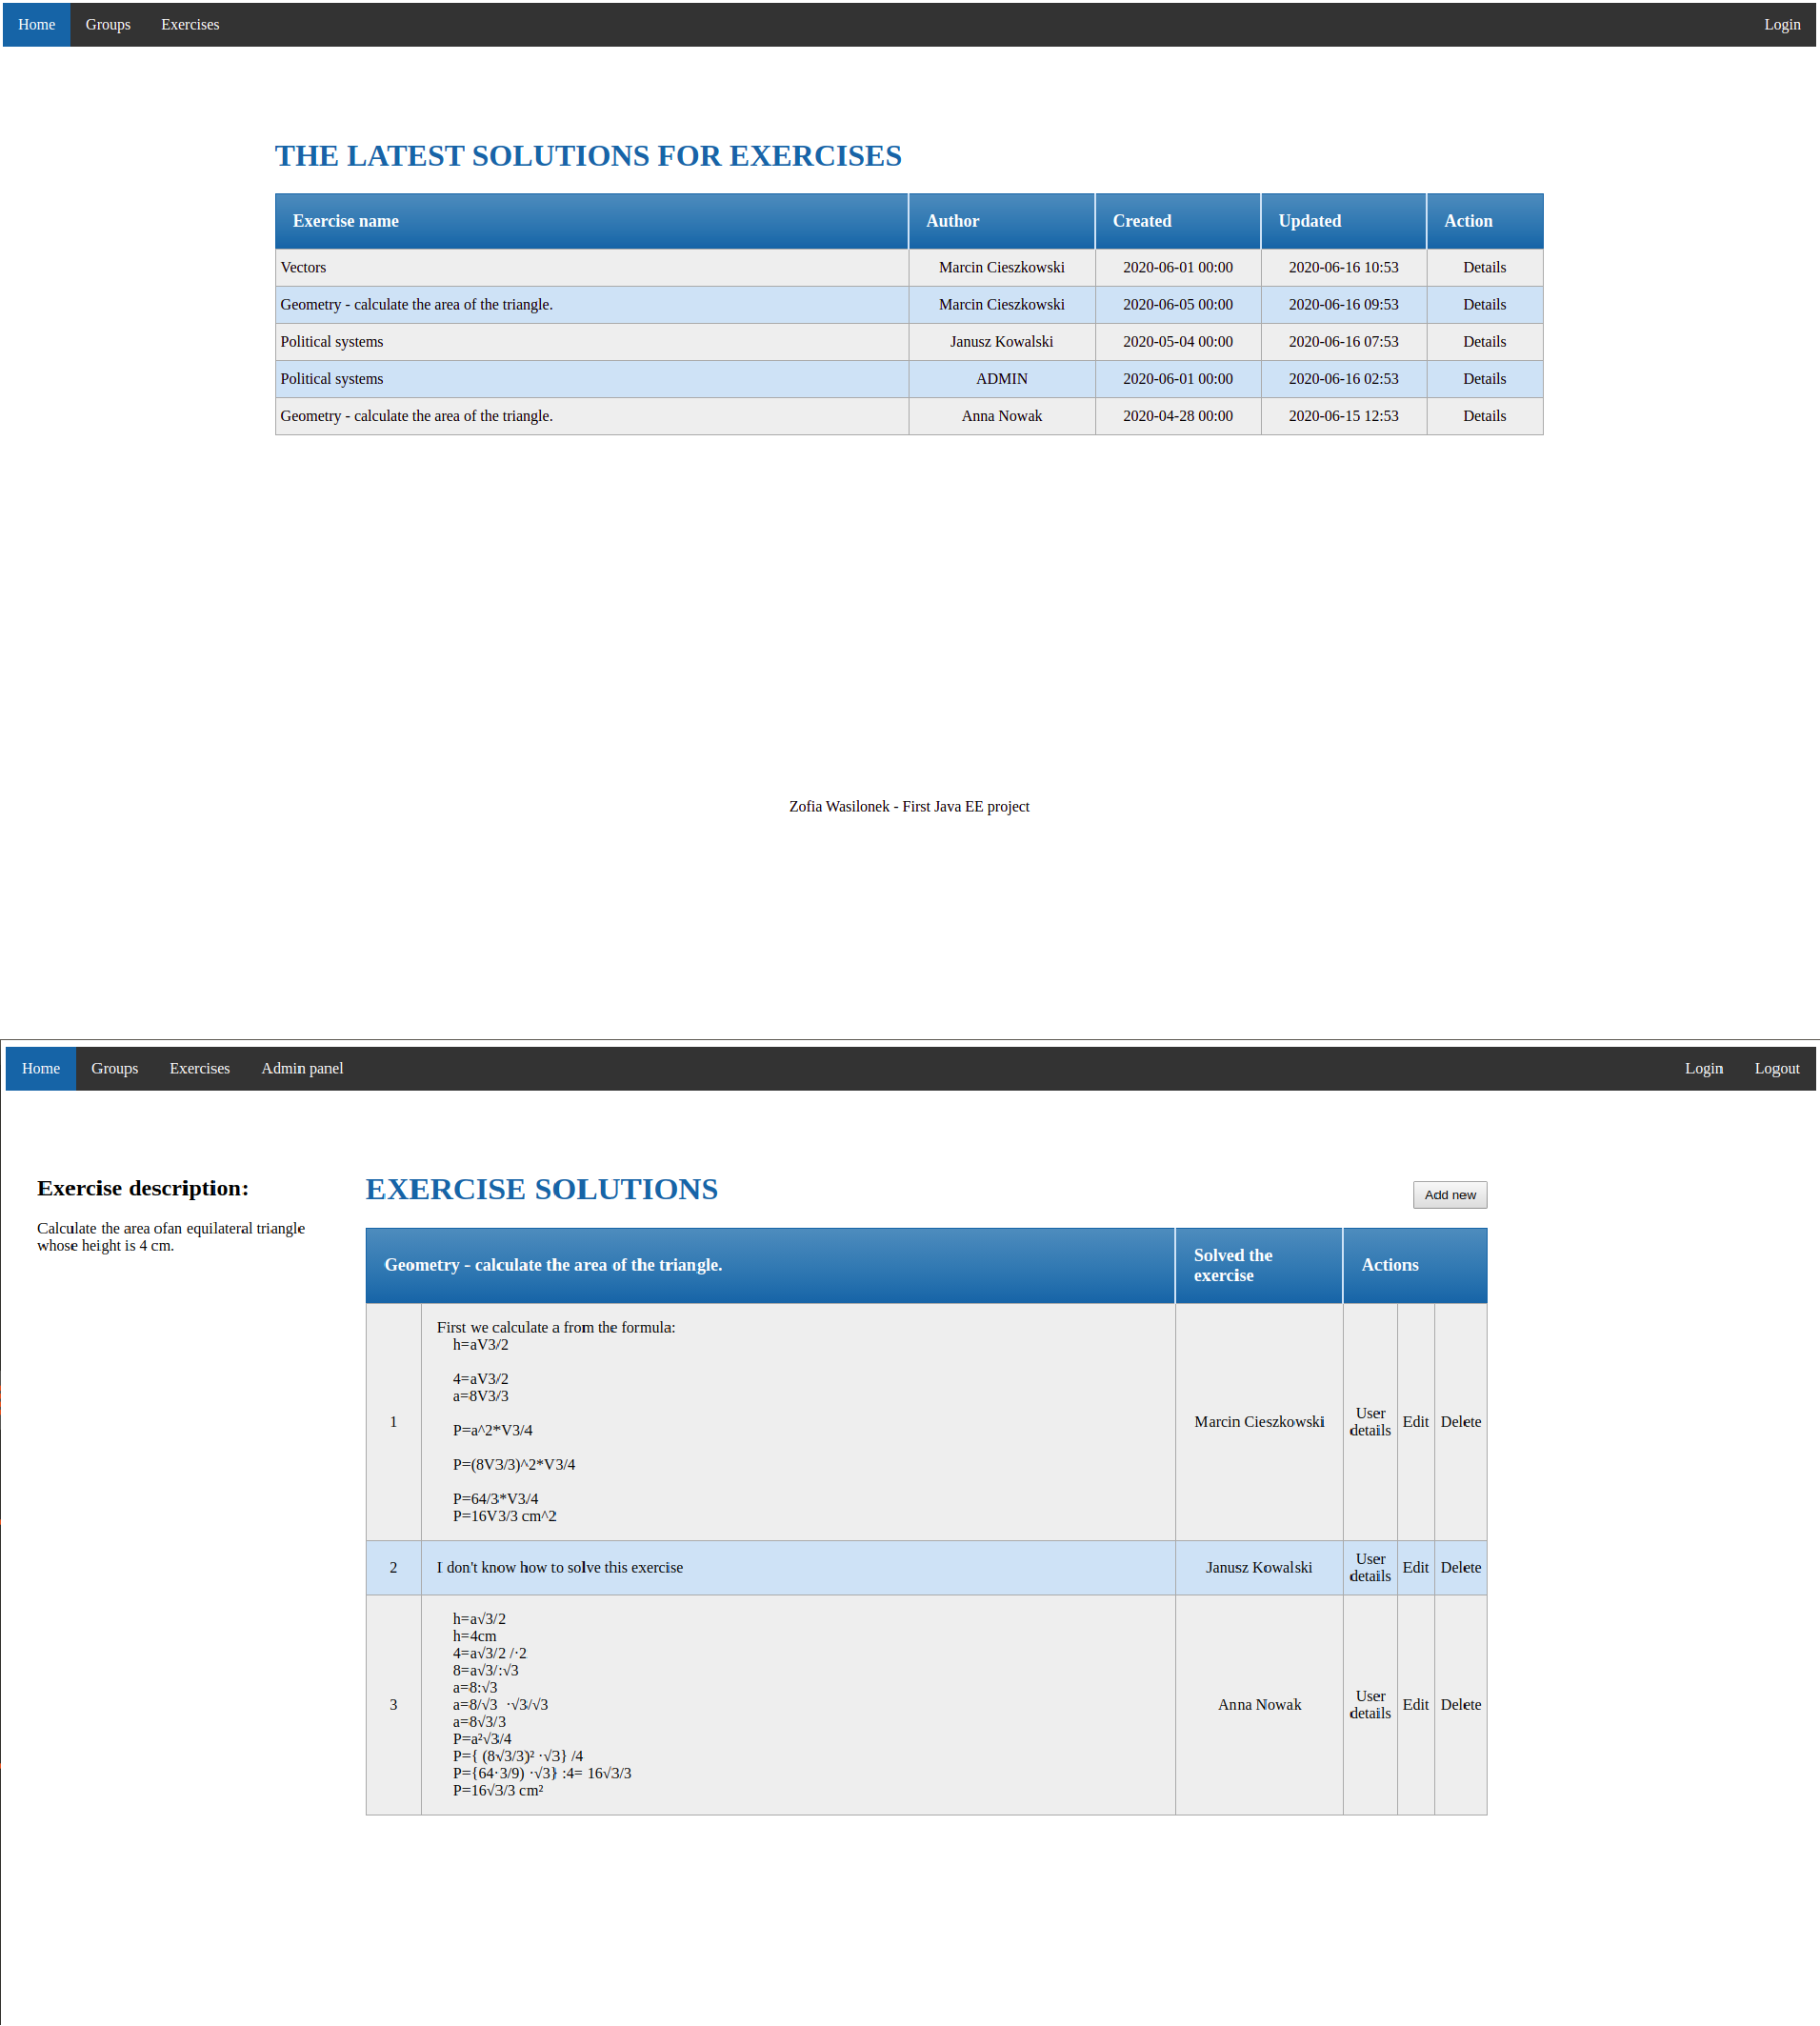 Home Groups Exercises Login
THE LATEST SOLUTIONS FOR EXERCISES
Exercise name Author Created Updated Action
Vectors Marcin Cieszkowski 2020-06-01 00:00 2020-06-16 10:53 Details
Geometry - calculate the area of the triangle. Marcin Cieszkowski 2020-06-05 00:00 2020-06-16 09:53 Details
Political systems Janusz Kowalski 2020-05-04 00:00 2020-06-16 07:53 Details
Political systems ADMIN 2020-06-01 00:00 2020-06-16 02:53 Details
Geometry - calculate the area of the triangle. Anna Nowak 2020-04-28 00:00 2020-06-15 12:53 Details
Zofia Wasilonek - First Java EE project
Home Groups Exercises Admin panel Login Logout
Exercise description:
Calculate the area ofan equilateral triangle
whose height is 4 cm.
EXERCISE SOLUTIONS
Add new
Geometry - calculate the area of the triangle.
Solved the
exercise
Actions
1
First we calculate a from the formula:
h=aV3/2
4=aV3/2
a=8V3/3
P=a^2*V3/4
P=(8V3/3)^2*V3/4
P=64/3*V3/4
P=16V3/3 cm^2
Marcin Cieszkowski
User
details
Edit
Delete
2
I don't know how to solve this exercise
Janusz Kowalski
User
details
Edit
Delete
3
h=a√3/2
h=4cm
4=a√3/2 /·2
8=a√3/:√3
a=8:√3
a=8/√3 ·√3/√3
a=8√3/3
P=a²√3/4
P={ (8√3/3)² ·√3} /4
P={64·3/9) ·√3} :4= 16√3/3
P=16√3/3 cm²
Anna Nowak
User
details
Edit
Delete